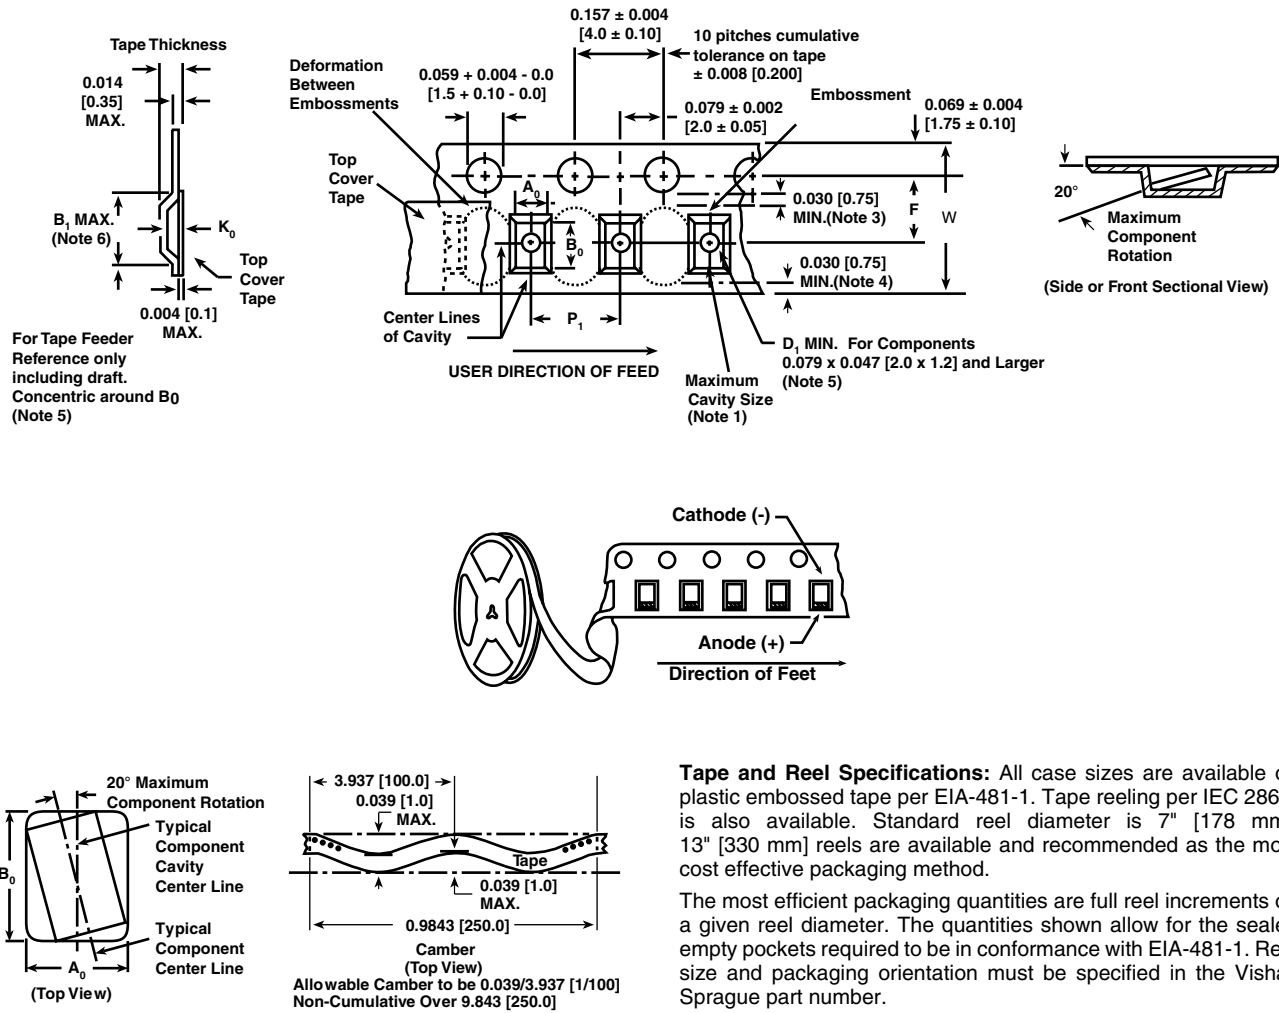 Tape Thickness
0.014
[0.35]
MAX.
B1 MAX.
(Note 6)
K0
Top
Cover
Tape
0.004 [0.1]
MAX.
For Tape Feeder
Reference only
including draft.
Concentric around B0
(Note 5)
Deformation
Between
Embossments
0.059 + 0.004 - 0.0
[1.5 + 0.10 - 0.0]
0.157 ± 0.004
[4.0 ± 0.10]
10 pitches cumulative
tolerance on tape
± 0.008 [0.200]
0.079 ± 0.002
[2.0 ± 0.05]
Embossment
0.069 ± 0.004
[1.75 ± 0.10]
Top
Cover
Tape
A0
B0
0.030 [0.75]
MIN.(Note 3)
F
W
0.030 [0.75]
MIN.(Note 4)
Center Lines
of Cavity
P1
USER DIRECTION OF FEED
Maximum
Cavity Size
(Note 1)
D1 MIN. For Components
0.079 x 0.047 [2.0 x 1.2] and Larger
(Note 5)
20°
Maximum
Component
Rotation
(Side or Front Sectional View)
Cathode (-)
Anode (+)
Direction of Feet
20° Maximum
Component Rotation
Typical
Component
Cavity
Center Line
B0
Typical
Component
Center Line
A0
(Top View)
3.937 [100.0]
0.039 [1.0]
MAX.
Tape
0.039 [1.0]
MAX.
0.9843 [250.0]
Camber
(Top View)
Allowable Camber to be 0.039/3.937 [1/100]
Non-Cumulative Over 9.843 [250.0]
Tape and Reel Specifications: All case sizes are available
plastic embossed tape per EIA-481-1. Tape reeling per IEC 286
is also available. Standard reel diameter is 7" [178 mm
13" [330 mm] reels are available and recommended as the
cost effective packaging method.
The most efficient packaging quantities are full reel increments
a given reel diameter. The quantities shown allow for the
empty pockets required to be in conformance with EIA-481-1.
size and packaging orientation must be specified in the
Sprague part number.